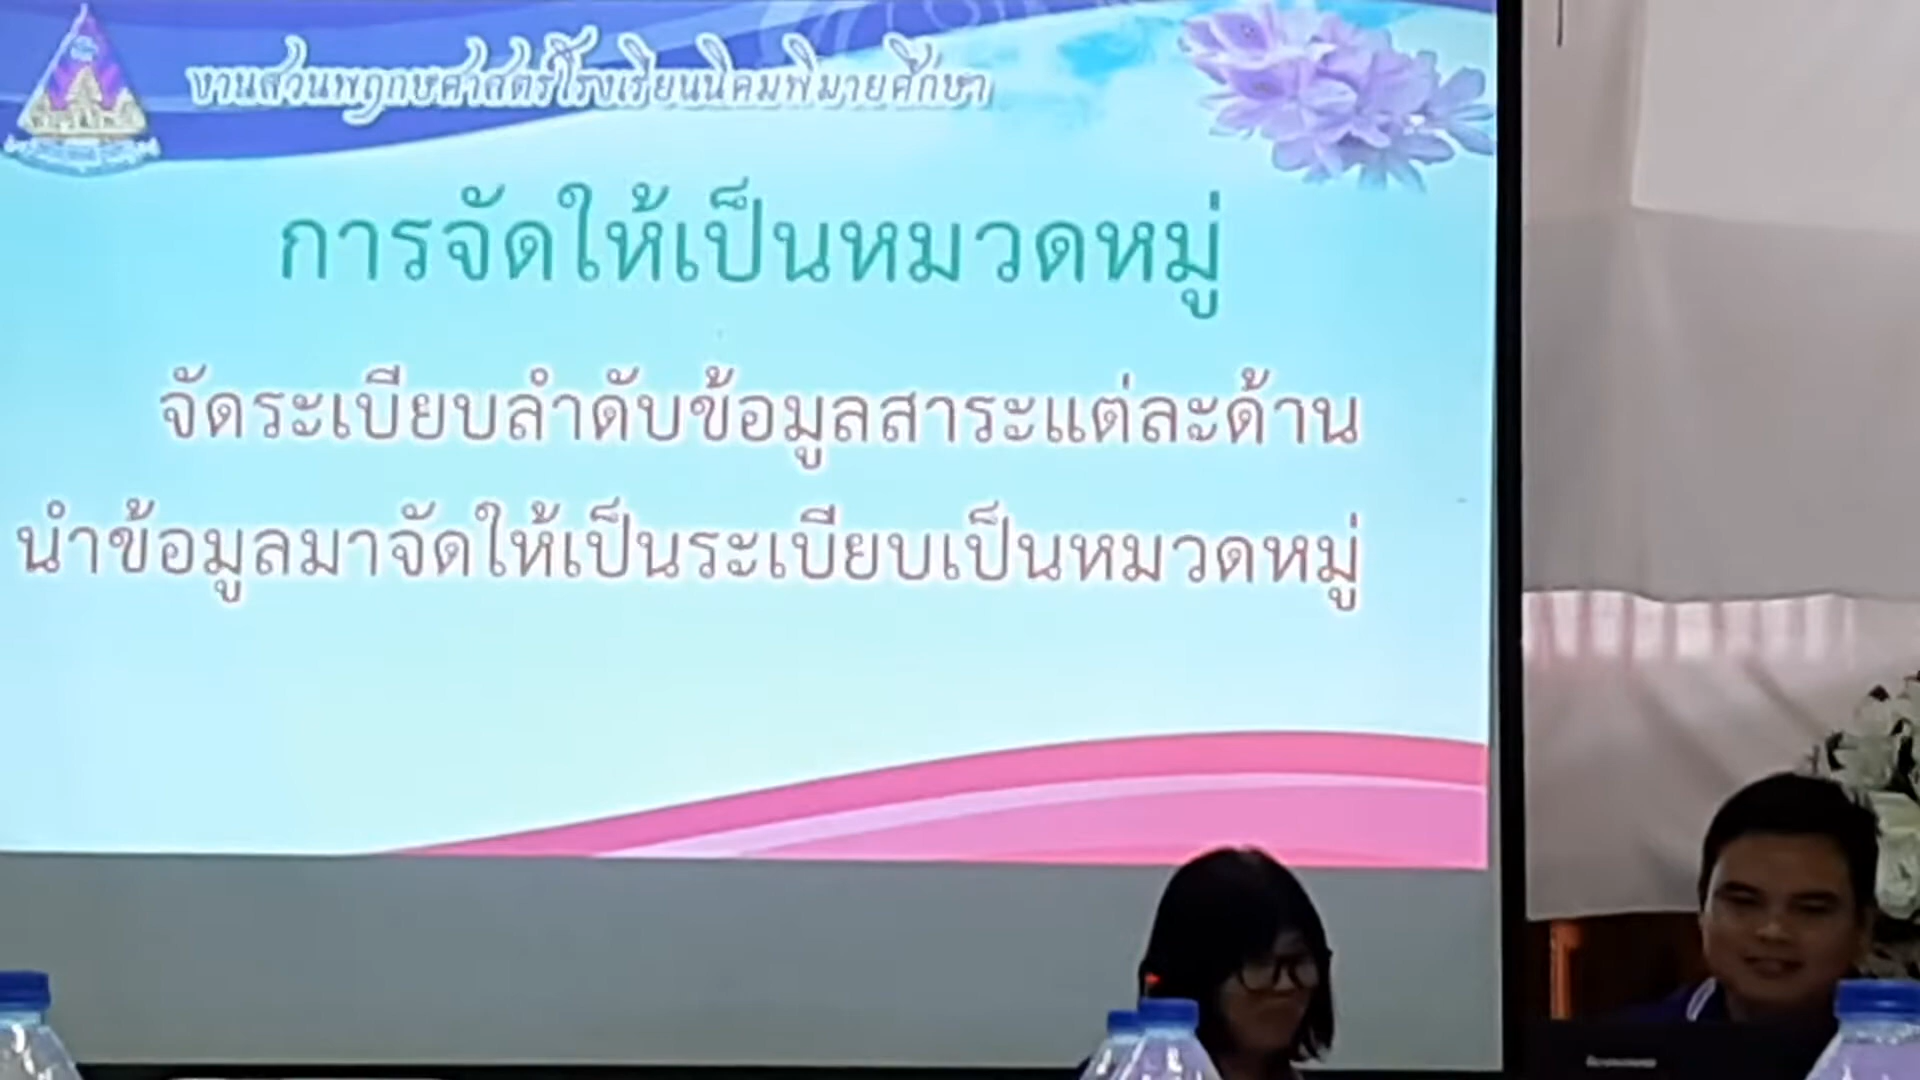 งานสวนพฤกษศาสตร์โรงเรียนนิคมพิมายศึกษา
การจัดให้เป็นหมวดหมู่
จัดระเบียบลำดับข้อมูลสาระแต่ละด้าน
นำข้อมูลมาจัดให้เป็นระเบียบเป็นหมวดหมู่